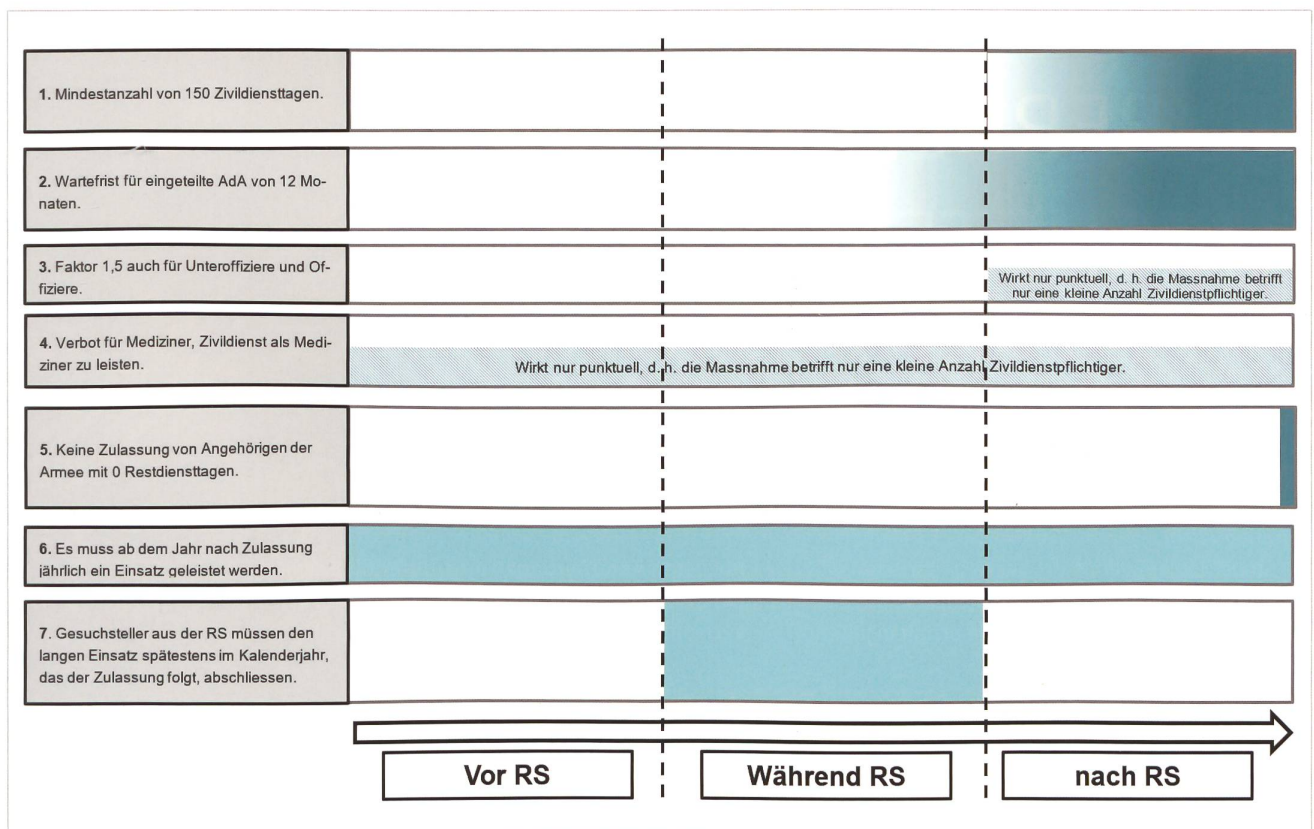 1. Mindestanzahl von 150 Zivildiensttagen.
2. Wartefrist für eingeteilte AdA von 12 Mo-
naten.
3. Faktor 1,5 auch für Unteroffiziere und Of-
fiziere.
Wirkt nur punktuell, d. h. die Massnahme betrifft
nur eine kleine Anzahl Zivildienstpflichtiger.
4. Verbot für Mediziner, Zivildienst als Medi-
ziner zu leisten.
Wirkt nur punktuell, d. h. die Massnahme betrifft nur eine kleine Anzahl Zivildienstpflichtiger.
5. Keine Zulassung von Angehörigen der
Armee mit 0 Restdiensttagen.
6. Es muss ab dem Jahr nach Zulassung
jährlich ein Einsatz geleistet werden.
7. Gesuchsteller aus der RS müssen den
langen Einsatz spätestens im Kalenderjahr,
das der Zulassung folgt, abschliessen.
Vor RS
Während RS
nach RS